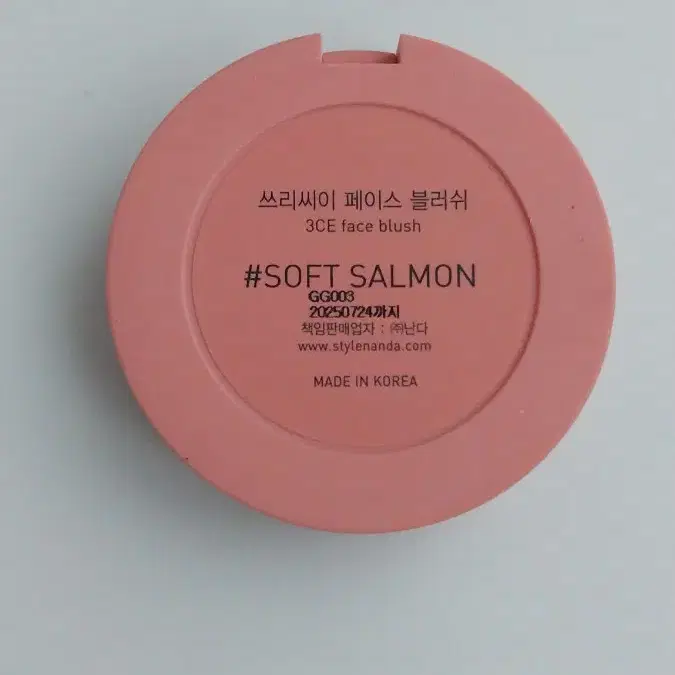 쓰리씨이 페이스 블러쉬
3CE face blush
#SOFT SALMON
GG003
20250724까지
책임판매업자 : ㈜난다
www.stylenanda.com
MADE IN KOREA